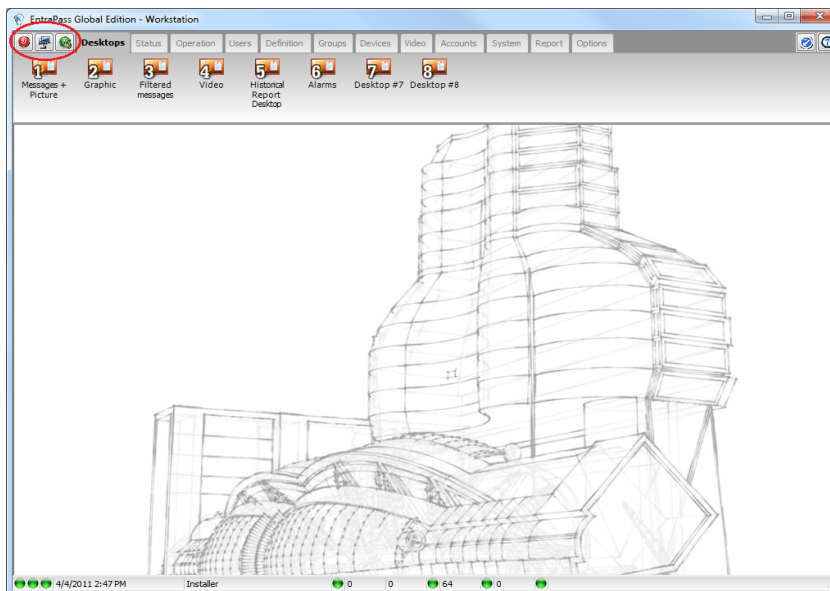 EntraPass Global Edition - Workstation
Desktops Status Operation Users Definition Groups Devices Video Accounts System Report Options
1 2 3 4 5 6 7 8
Messages + Graphic Filtered Video Historical Alarms Desktop #7 Desktop #8
Picture messages Report
Desktop
4/4/2011 2:47 PM Installer 0 0 64 0